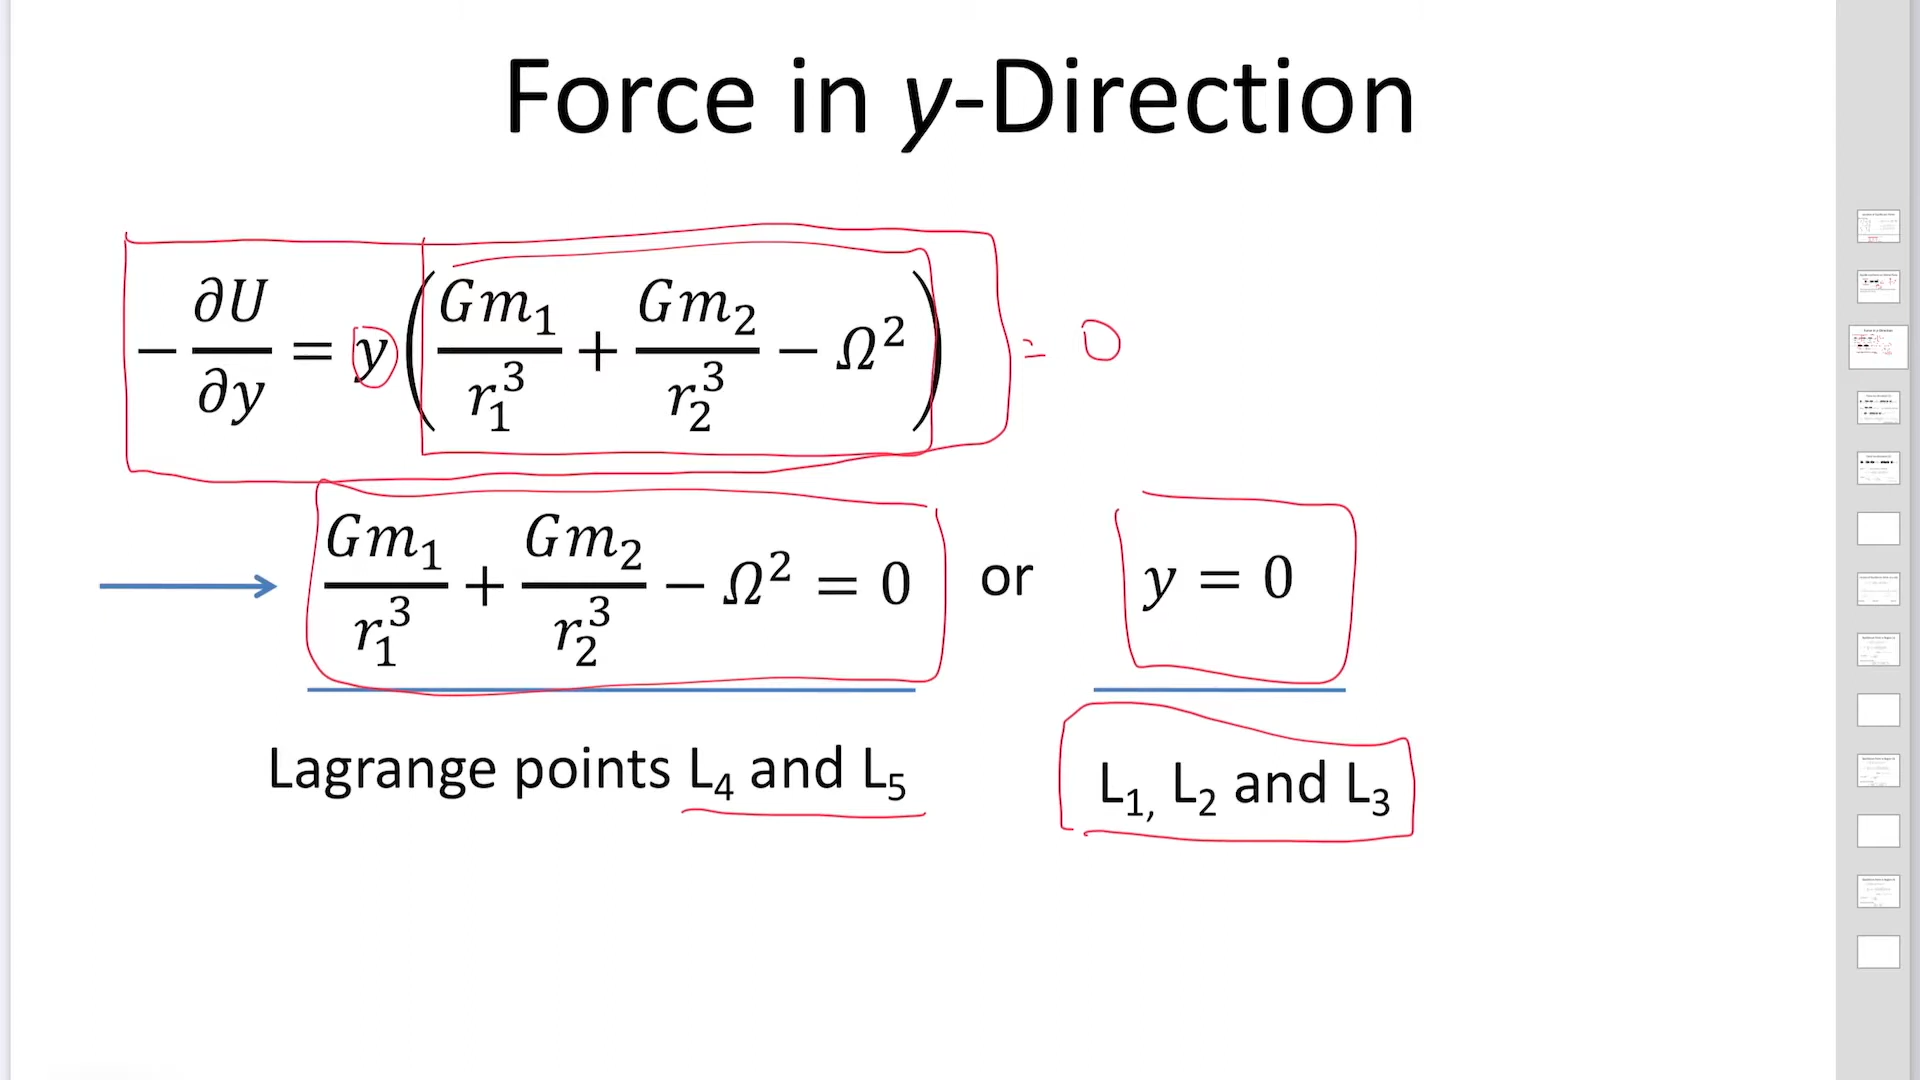 Force in y-Direction
−∂U/∂y = y(Gm₁/r₁³ + Gm₂/r₂³ − Ω²) = 0
Gm₁/r₁³ + Gm₂/r₂³ − Ω² = 0 or y = 0
Lagrange points L₄ and L₅ L₁, L₂ and L₃